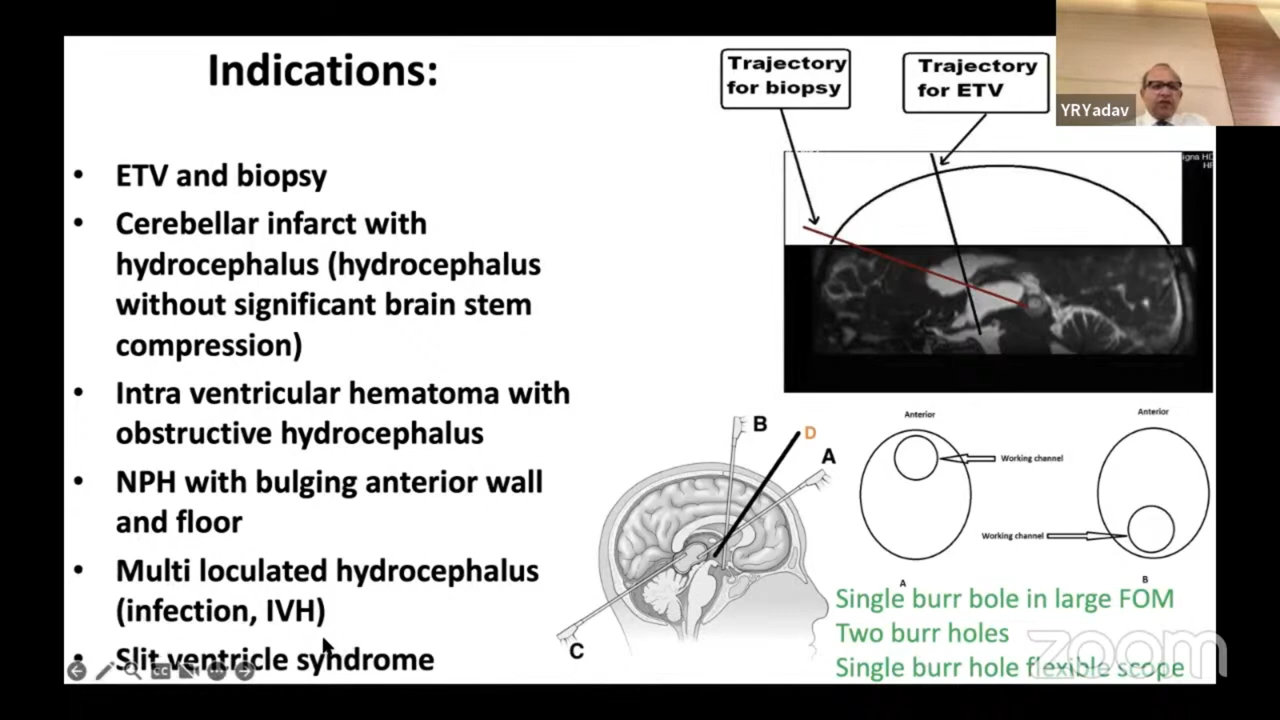 Indications:
• ETV and biopsy
• Cerebellar infarct with
hydrocephalus (hydrocephalus
without significant brain stem
compression)
• Intra ventricular hematoma with
obstructive hydrocephalus
• NPH with bulging anterior wall
and floor
• Multi loculated hydrocephalus
(infection, IVH)
• Slit ventricle syndrome
Trajectory
for biopsy
Trajectory
for ETV
YRYadav
HR
B
D
A
C
Anterior
Working channel
A
Anterior
Working channel
B
Single burr bole in large FOM
Two burr holes
Single burr hole flexible scope
zoom
CC